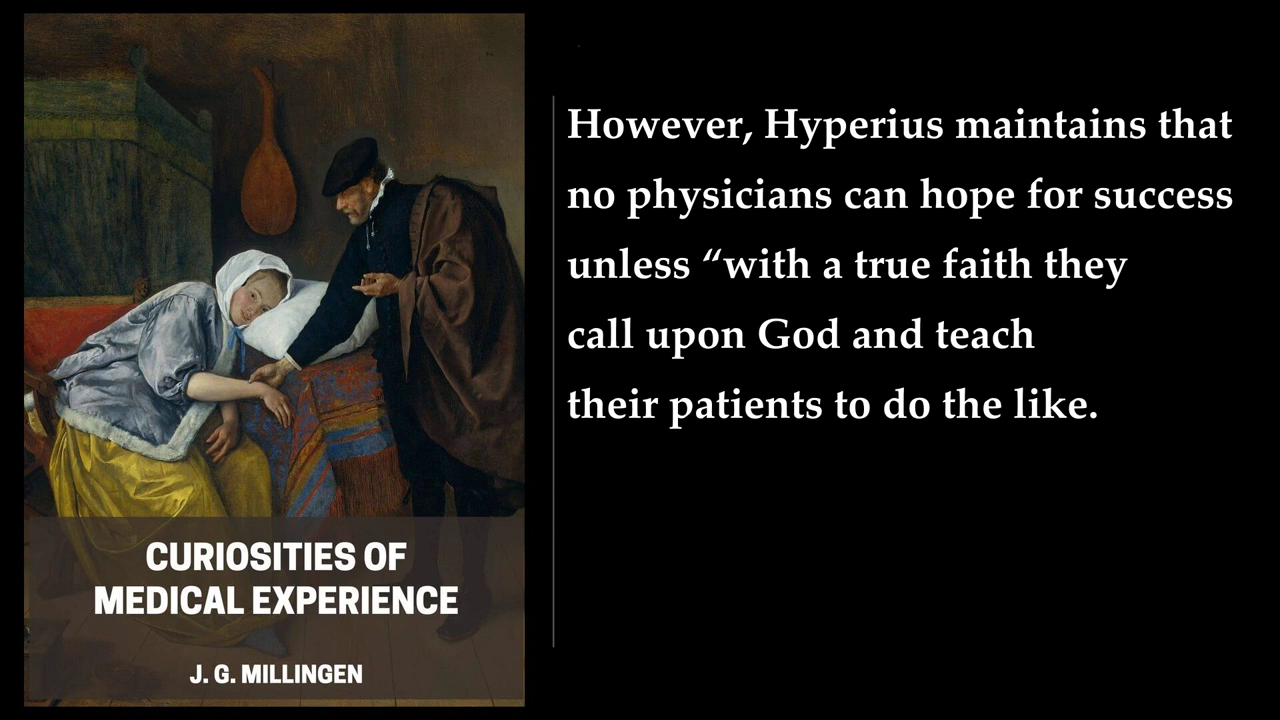 However, Hyperius maintains that
no physicians can hope for success
unless “with a true faith they
call upon God and teach
their patients to do the like.
CURIOSITIES OF
MEDICAL EXPERIENCE
J. G. MILLINGEN